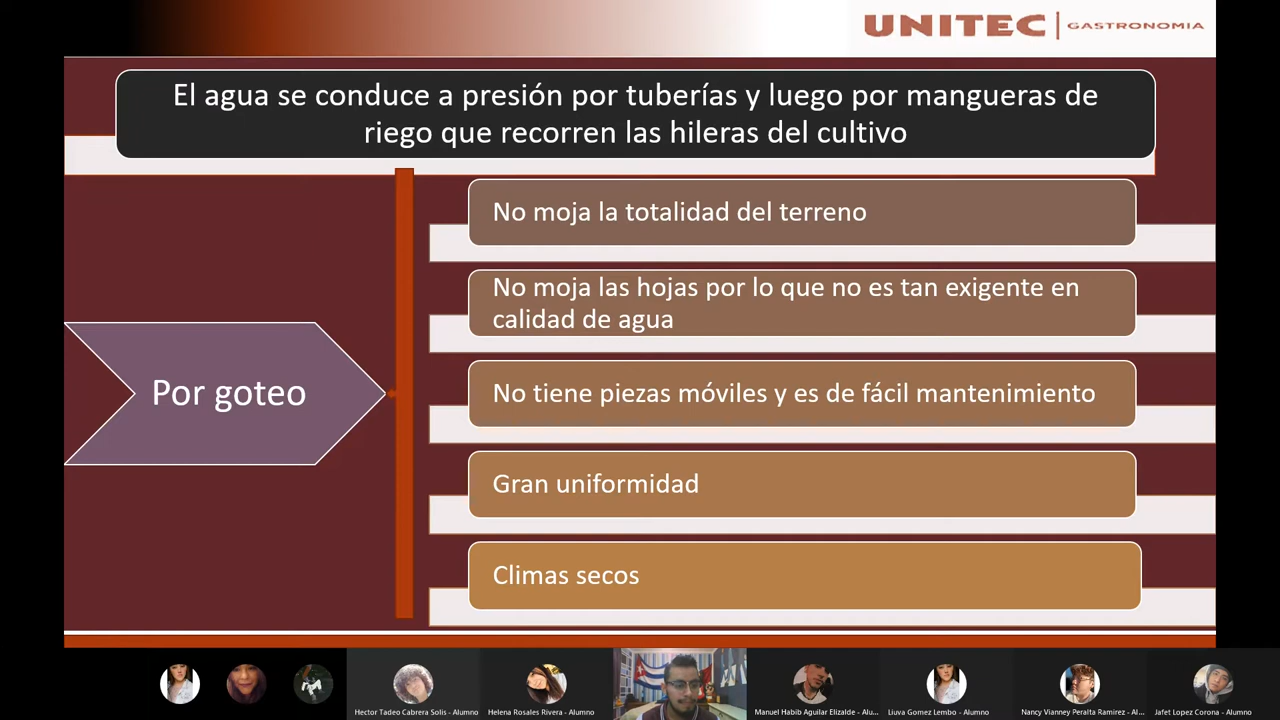 UNITEC | GASTRONOMIA
El agua se conduce a presión por tuberías y luego por mangueras de
riego que recorren las hileras del cultivo
No moja la totalidad del terreno
No moja las hojas por lo que no es tan exigente en
calidad de agua
Por goteo
No tiene piezas móviles y es de fácil mantenimiento
Gran uniformidad
Climas secos
Hector Tadeo Cabrera Solis - Alumno
Helena Rosales Rivera - Alumno
Manuel Habib Aguilar Elizalde - Alu...
Liuva Gomez Lembo - Alumno
Nancy Vianney Peralta Ramirez - Al...
Jafet Lopez Corona - Alumno